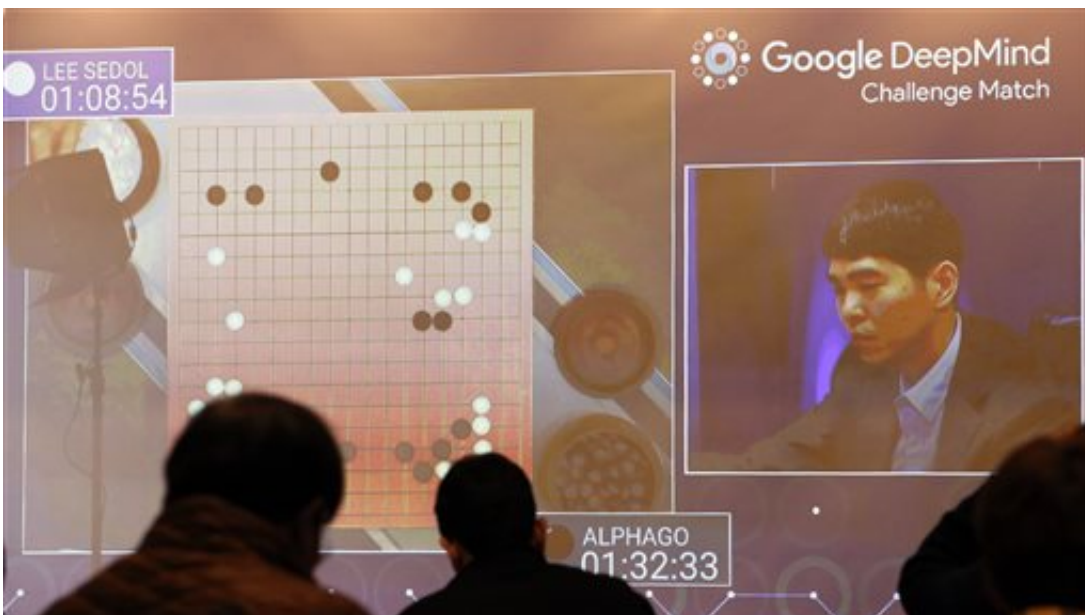 LEE SEDOL
01:08:54
Google DeepMind
Challenge Match
ALPHAGO
01:32:33